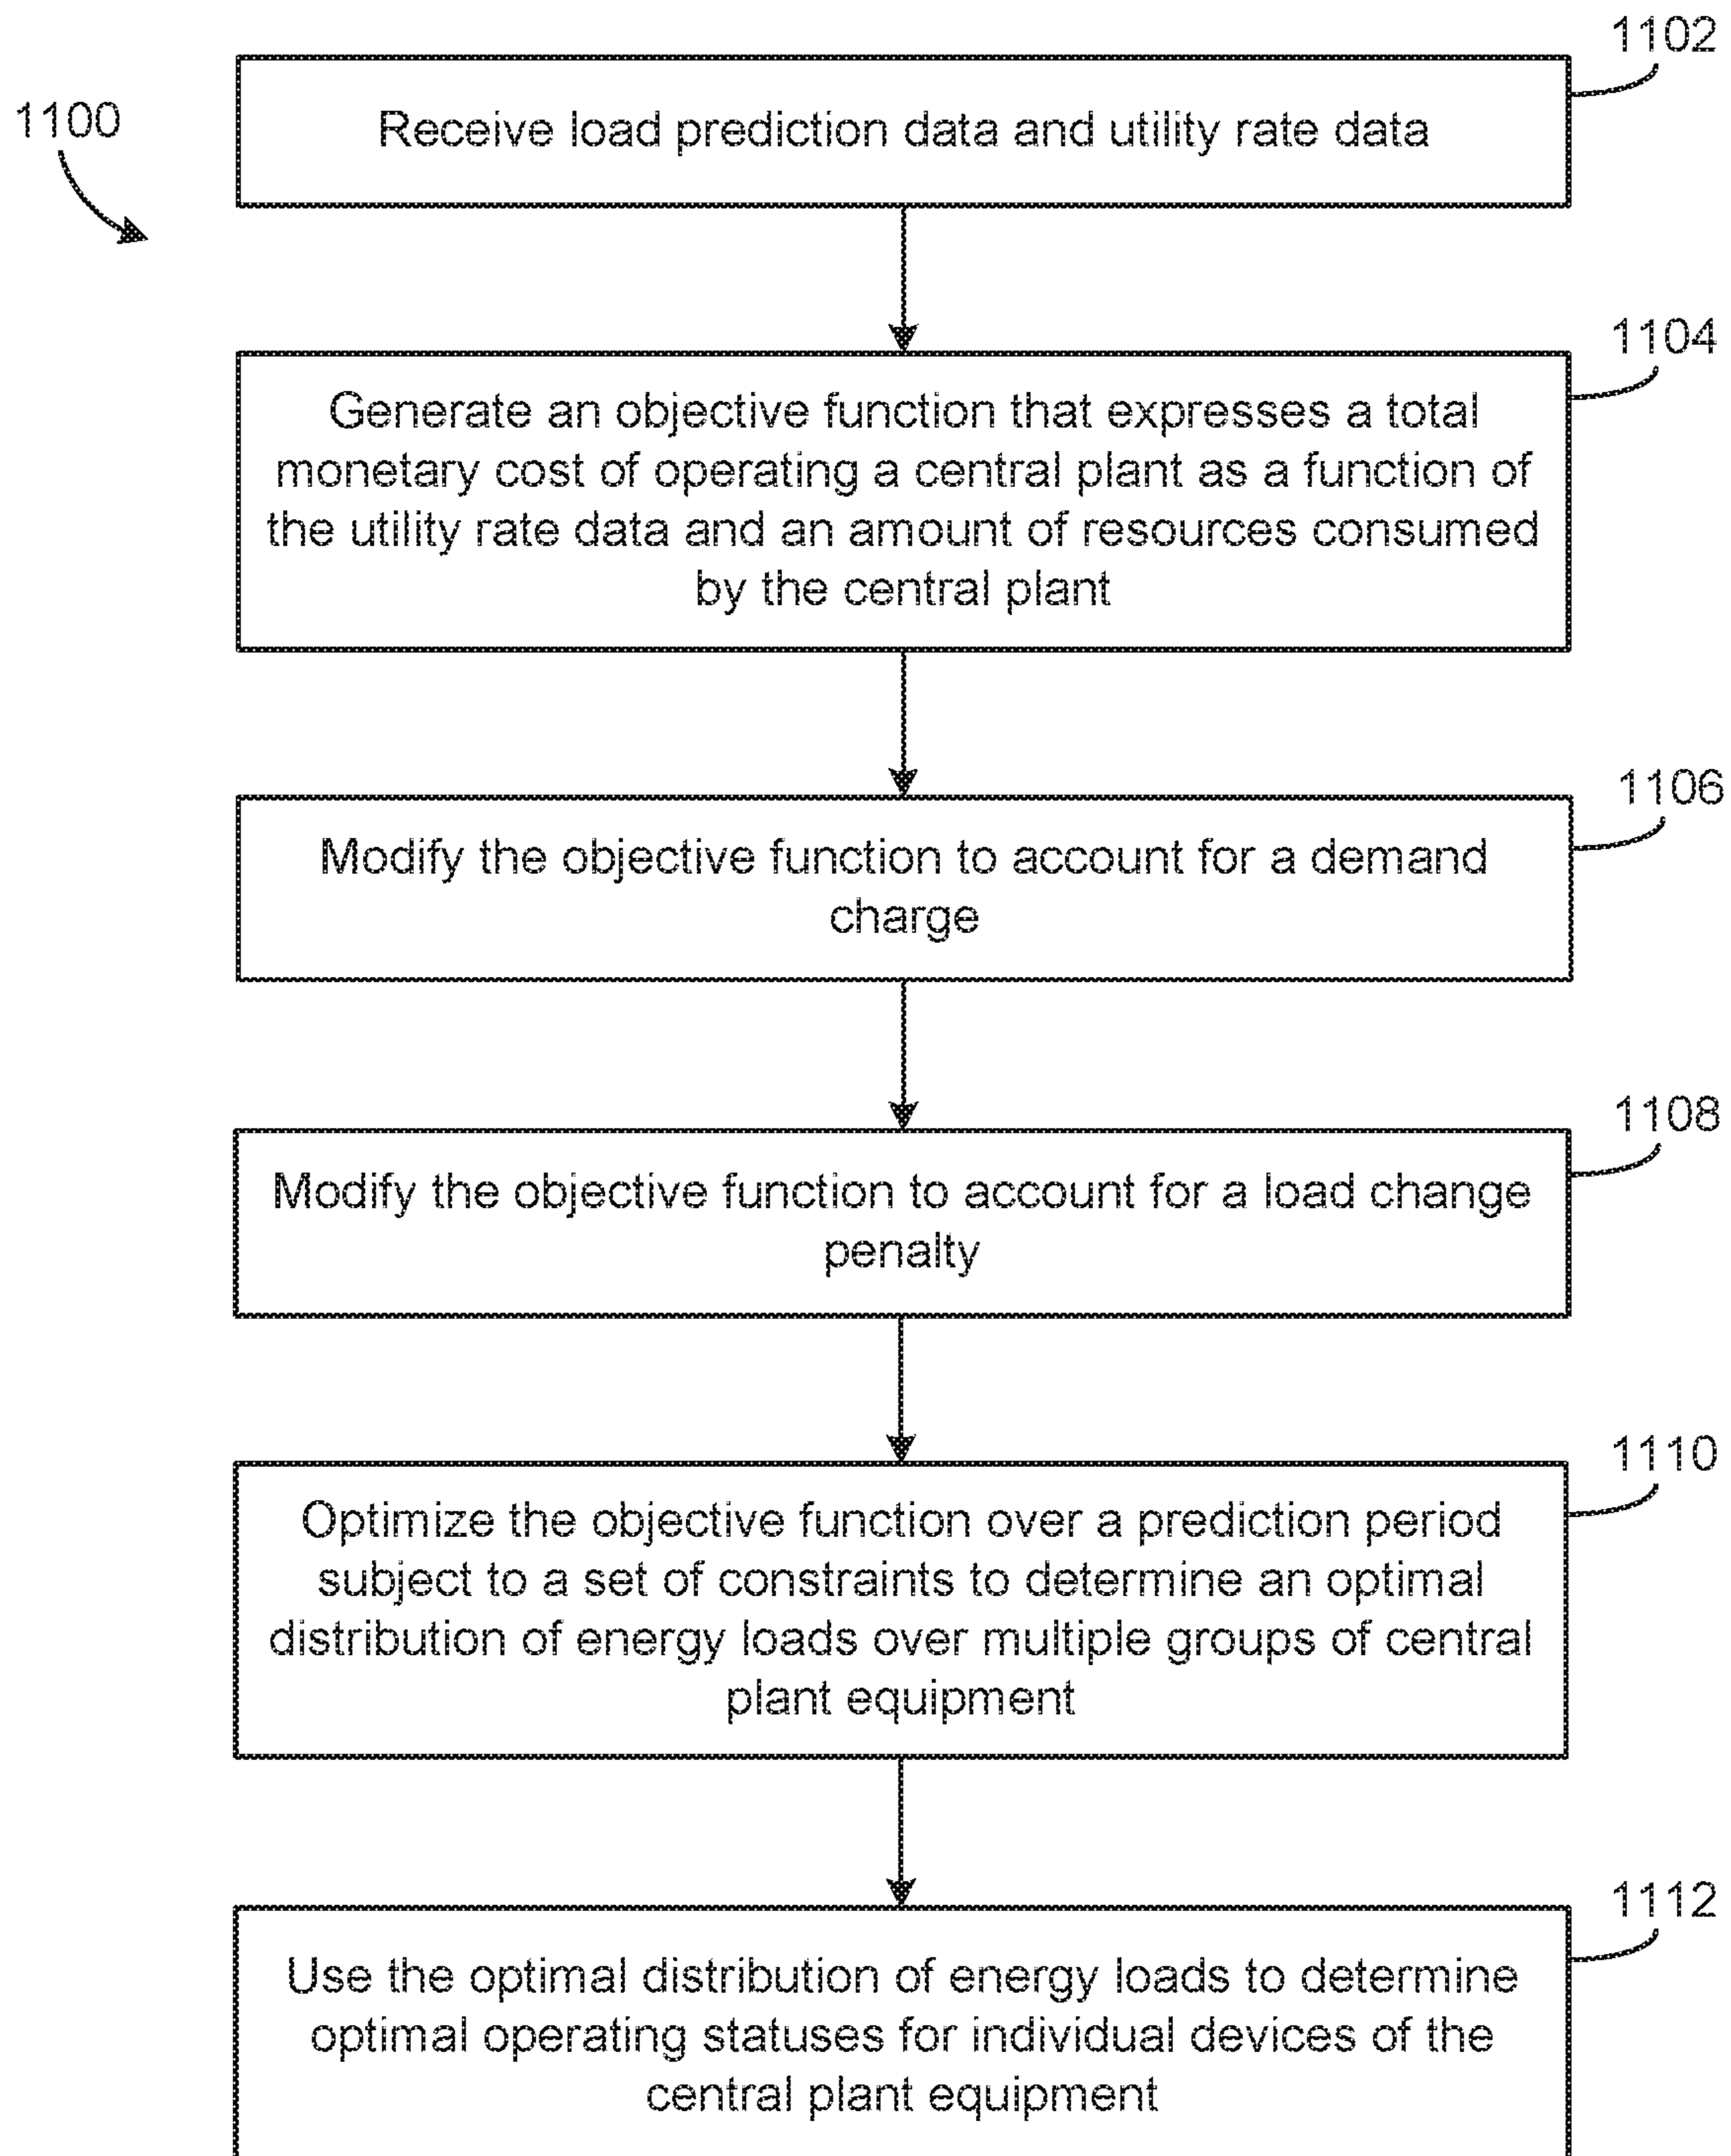 1100
1102
Receive load prediction data and utility rate data
1104
Generate an objective function that expresses a total
monetary cost of operating a central plant as a function of
the utility rate data and an amount of resources consumed
by the central plant
1106
Modify the objective function to account for a demand
charge
1108
Modify the objective function to account for a load change
penalty
1110
Optimize the objective function over a prediction period
subject to a set of constraints to determine an optimal
distribution of energy loads over multiple groups of central
plant equipment
1112
Use the optimal distribution of energy loads to determine
optimal operating statuses for individual devices of the
central plant equipment